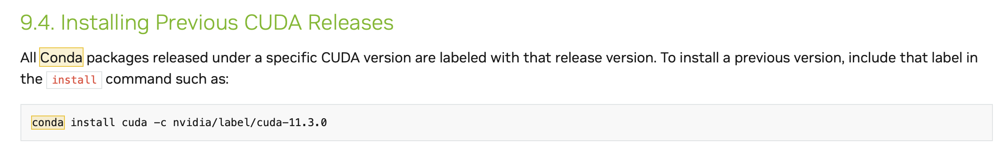 9.4. Installing Previous CUDA Releases
All Conda packages released under a specific CUDA version are labeled with that release version. To install a previous version, include that label in
the install command such as:
conda install cuda -c nvidia/label/cuda-11.3.0